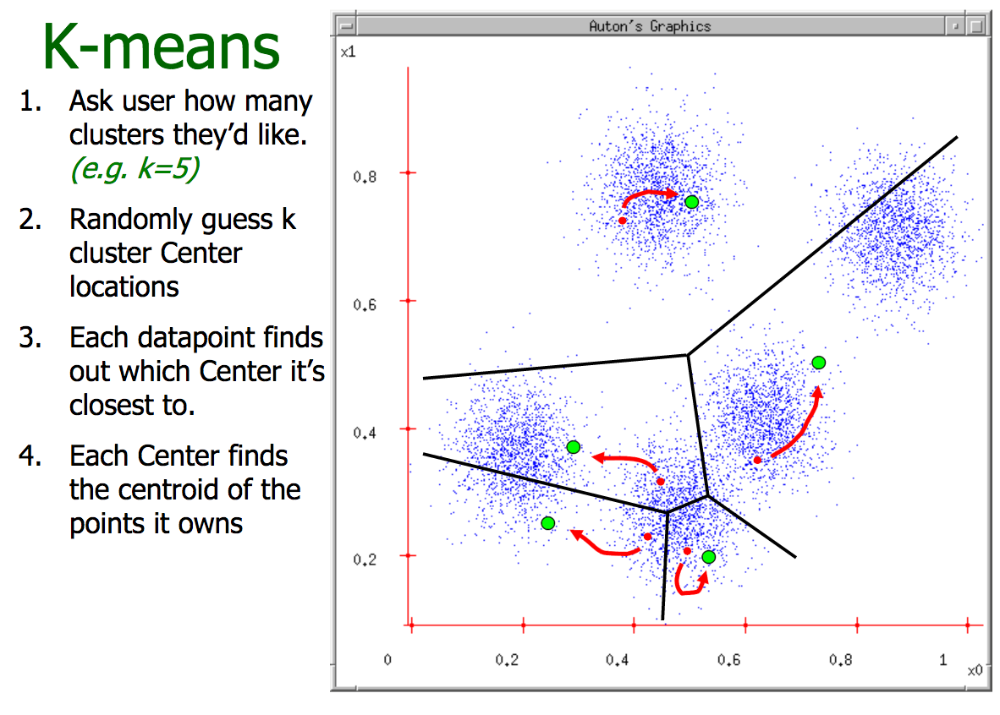 K-means
1. Ask user how many
clusters they’d like.
(e.g. k=5)
2. Randomly guess k
cluster Center
locations
3. Each datapoint finds
out which Center it’s
closest to.
4. Each Center finds
the centroid of the
points it owns
Auton's Graphics
x1
0.8
0.6
0.4
0.2
0 0.2 0.4 0.6 0.8 1
x0